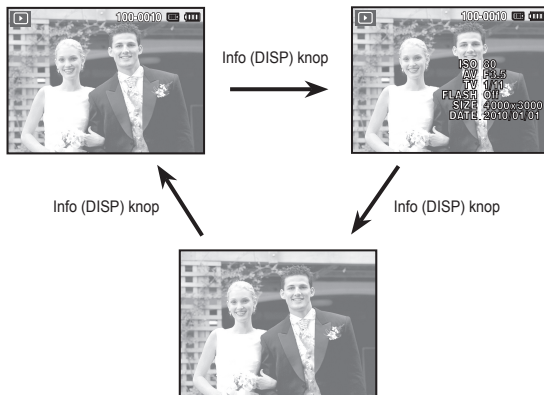 100-0010
100-0010
ISO 80
AV F3.5
TV 1/11
FLASH Off
SIZE 4000x3000
DATE 2010/01/01
Info (DISP) knop
Info (DISP) knop
Info (DISP) knop